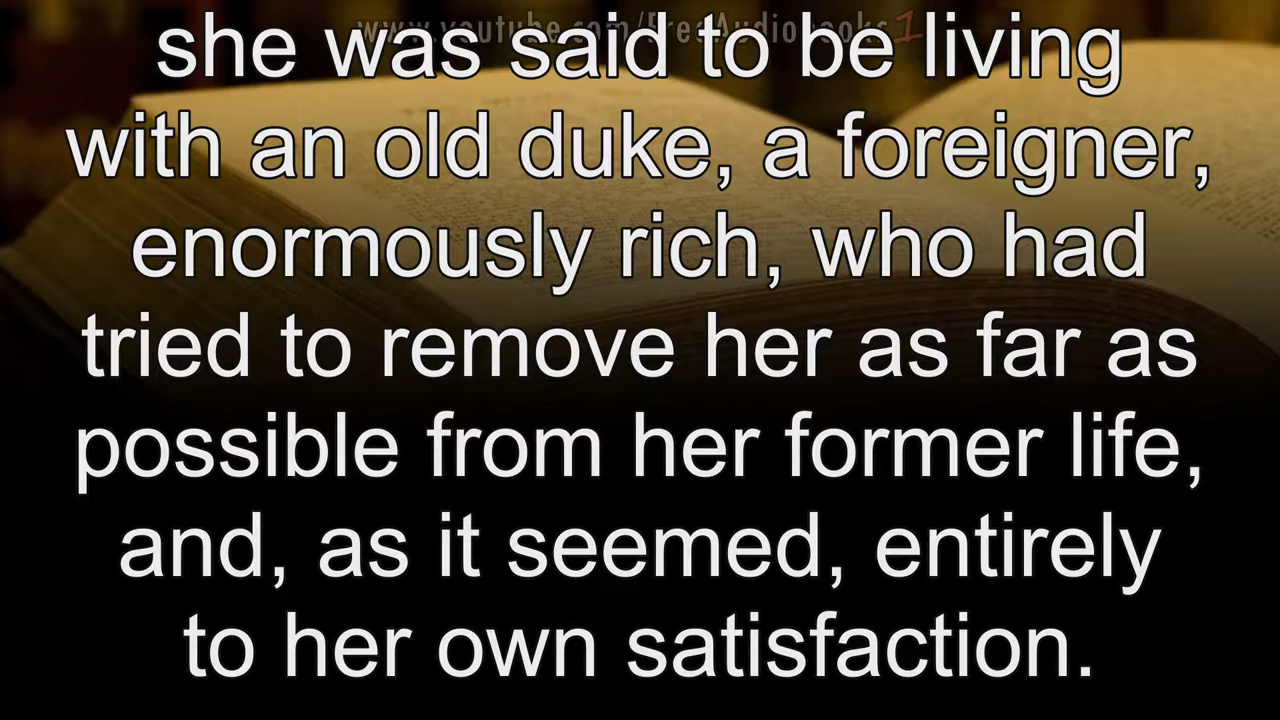 www.youtube.com/FreeAudiobooks1
she was said to be living
with an old duke, a foreigner,
enormously rich, who had
tried to remove her as far as
possible from her former life,
and, as it seemed, entirely
to her own satisfaction.